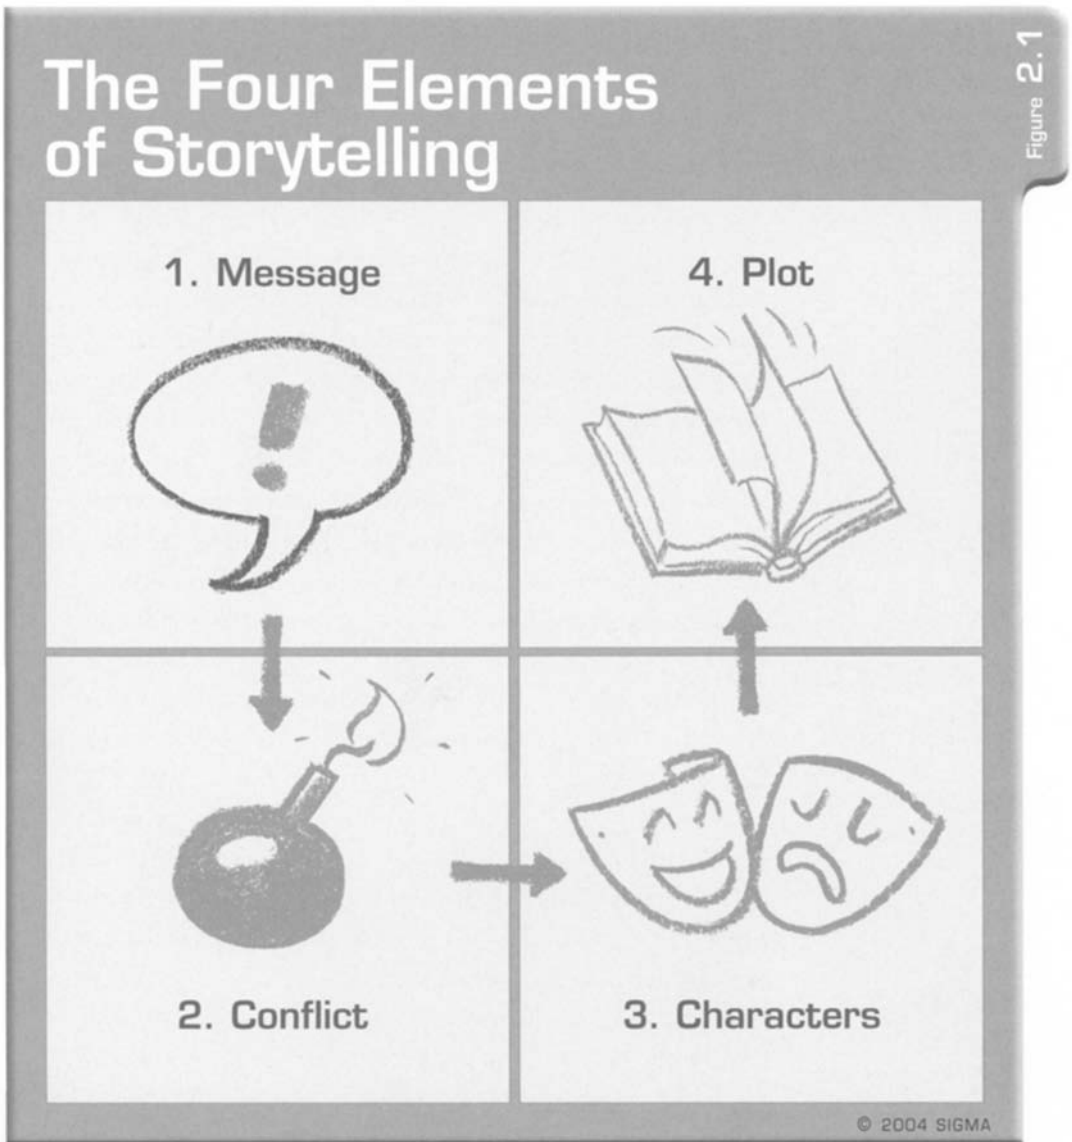 The Four Elements
of Storytelling
Figure 2.1
1. Message
4. Plot
2. Conflict
3. Characters
© 2004 SIGMA